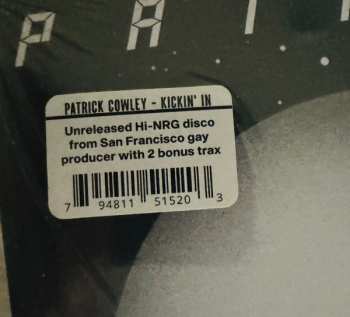 P A T
PATRICK COWLEY - KICKIN' IN
Unreleased Hi-NRG disco
from San Francisco gay
producer with 2 bonus trax
7 94811 51520 3